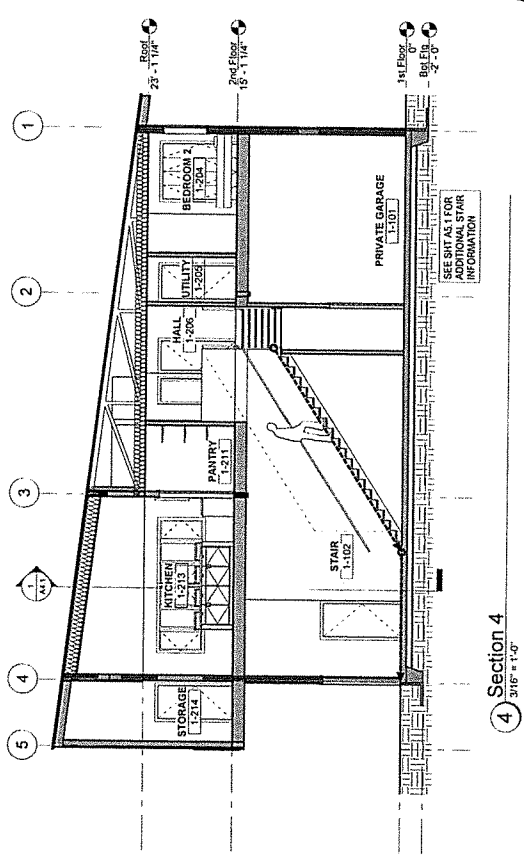 5
4
1
A4.1
3
2
1
Roof
23' - 1 1/4"
2nd Floor
15' - 1 1/4"
1st Floor
0"
Bot Ftg
-2' - 0"
STORAGE
1-214
KITCHEN
1-213
PANTRY
1-211
HALL
1-206
UTILITY
1-205
BEDROOM 2
1-204
STAIR
1-102
PRIVATE GARAGE
1-101
SEE SHT A5.1 FOR
ADDITIONAL STAIR
INFORMATION
4
Section 4
3/16" = 1'-0"